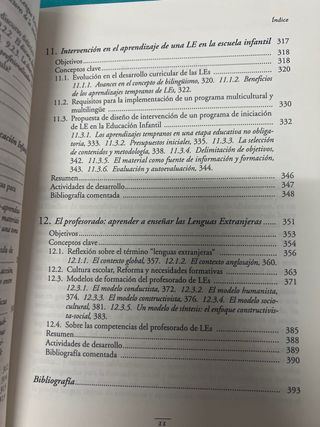 Índice
11. Intervención en el aprendizaje de una LE en la escuela infantil 317
Objetivos 318
Conceptos clave 318
11.1. Evolución en el desarrollo curricular de las LEs 320
11.1.1. Avances en el concepto de bilingüismo, 320. 11.1.2. Beneficios
de los aprendizajes tempranos de LEs, 322.
11.2. Requisitos para la implementación de un programa multicultural y
multilingüe 330
11.3. Propuesta de diseño de intervención de un programa de iniciación
de LE en la Educación Infantil 332
11.3.1. Los aprendizajes tempranos en una etapa educativa no obliga-
toria, 333. 11.3.2. Presupuestos iniciales, 335. 11.3.3. La selección
de contenidos y metodología, 338. 11.3.4. Delimitación de objetivos,
342. 11.3.5. El material como fuente de información y formación,
343. 11.3.6. Evaluación y autoevaluación, 344.
Resumen 346
Actividades de desarrollo 347
Bibliografía comentada 348
12. El profesorado: aprender a enseñar las Lenguas Extranjeras 351
Objetivos 353
Conceptos clave 354
12.1. Reflexión sobre el término "lenguas extranjeras" 356
12.1.1. El contexto global, 357. 12.1.2. El contexto anglosajón, 360.
12.2. Cultura escolar, Reforma y necesidades formativas 363
12.3. Modelos de formación del profesorado de LEs 371
12.3.1. El modelo conductista, 372. 12.3.2. El modelo humanista,
374. 12.3.3. El modelo constructivista, 376. 12.3.4. El modelo socio-
cultural, 381. 12.3.5. Un modelo de síntesis: el enfoque constructivis-
ta-social, 383.
12.4. Sobre las competencias del profesorado de LEs 385
Resumen 388
Actividades de desarrollo 389
Bibliografía comentada 390
Bibliografía 393
11